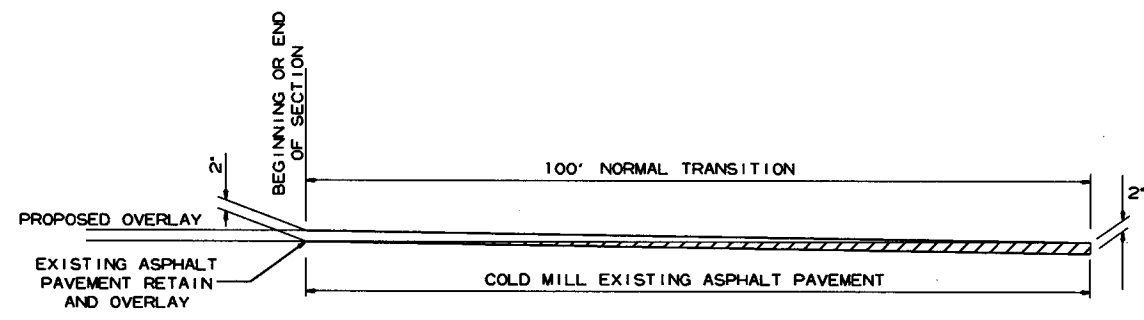 BEGINNING OR END
OF SECTION
2"
100' NORMAL TRANSITION
2"
PROPOSED OVERLAY
EXISTING ASPHALT
PAVEMENT RETAIN
AND OVERLAY
COLD MILL EXISTING ASPHALT PAVEMENT